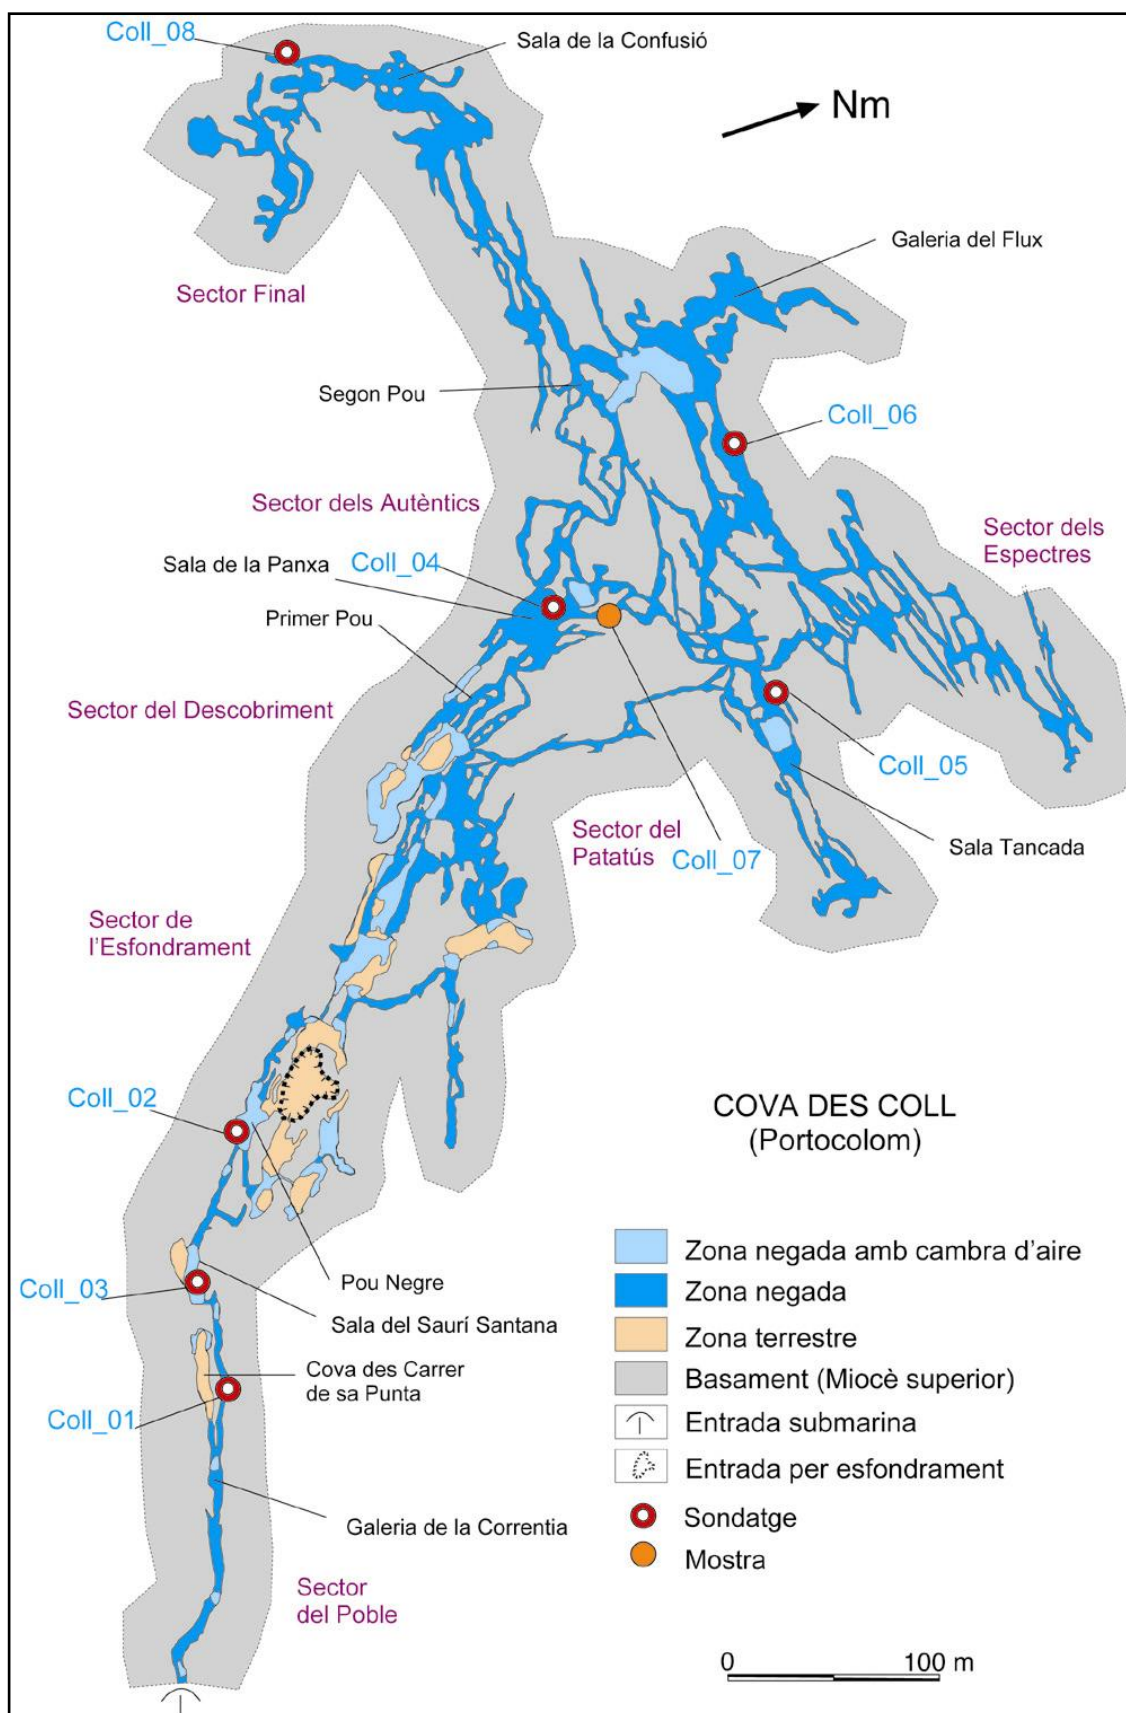 Coll_08
Sala de la Confusió
Nm
Galeria del Flux
Sector Final
Segon Pou
Coll_06
Sector dels Autèntics
Sector dels
Espectres
Coll_04
Sala de la Panxa
Primer Pou
Sector del Descobriment
Coll_05
Sector del
Patatús
Coll_07
Sala Tancada
Sector de
l'Esfondrament
Coll_02
COVA DES COLL
(Portocolom)
Zona negada amb cambra d'aire
Zona negada
Zona terrestre
Basament (Miocè superior)
Entrada submarina
Entrada per esfondrament
Sondatge
Mostra
Pou Negre
Coll_03
Sala del Saurí Santana
Cova des Carrer
de sa Punta
Coll_01
Galeria de la Correntia
Sector
del Poble
0 100 m